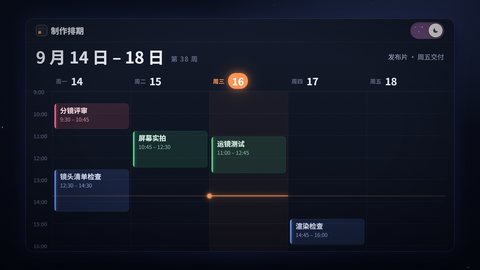 制作排期
9 月 14 日 – 18 日 第 38 周
发布片 · 周五交付
周一 14 周二 15 周三 16 周四 17 周五 18
9:00
10:00
11:00
12:00
13:00
14:00
15:00
16:00
分镜评审
9:30 – 10:45
镜头清单检查
12:30 – 14:30
屏幕实拍
10:45 – 12:30
运镜测试
11:00 – 12:45
渲染检查
14:45 – 16:00